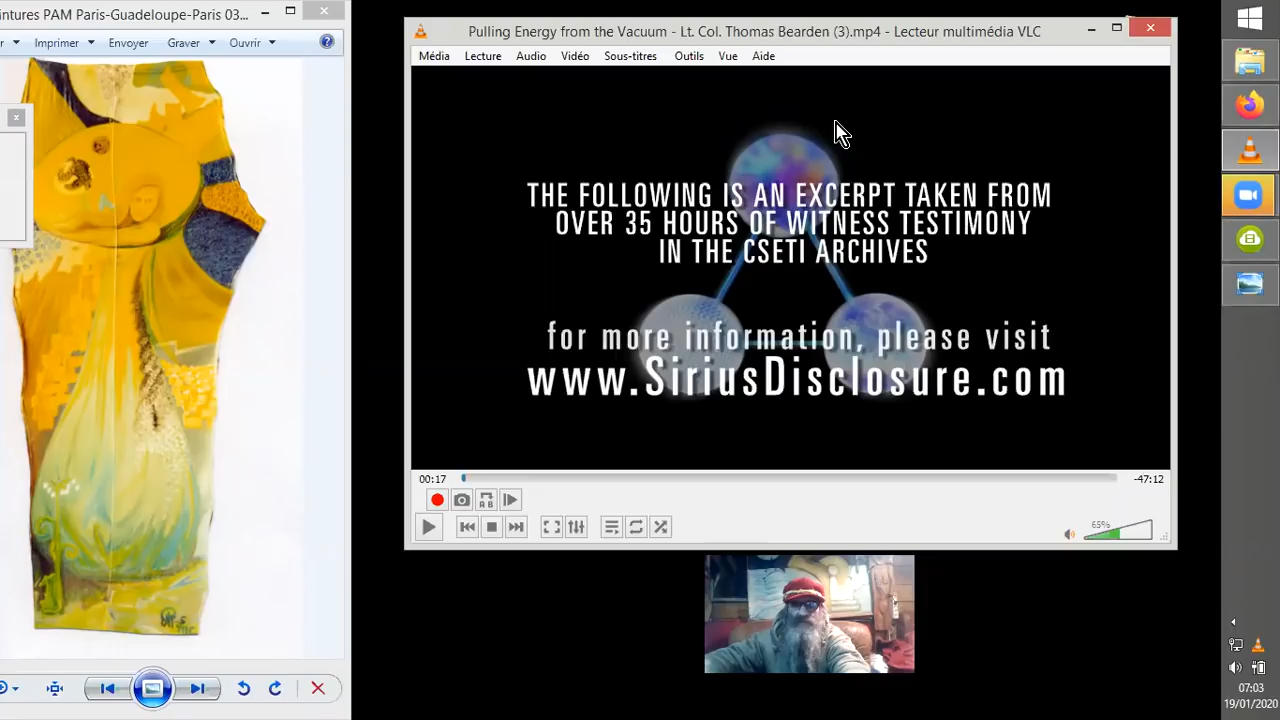 intures PAM Paris-Guadeloupe-Paris 03...
Imprimer Envoyer Graver Ouvrir
Pulling Energy from the Vacuum - Lt. Col. Thomas Bearden (3).mp4 - Lecteur multimédia VLC
Média Lecture Audio Vidéo Sous-titres Outils Vue Aide
THE FOLLOWING IS AN EXCERPT TAKEN FROM
OVER 35 HOURS OF WITNESS TESTIMONY
IN THE CSETI ARCHIVES
for more information, please visit
www.SiriusDisclosure.com
00:17 -47:12
65%
07:03
19/01/2020